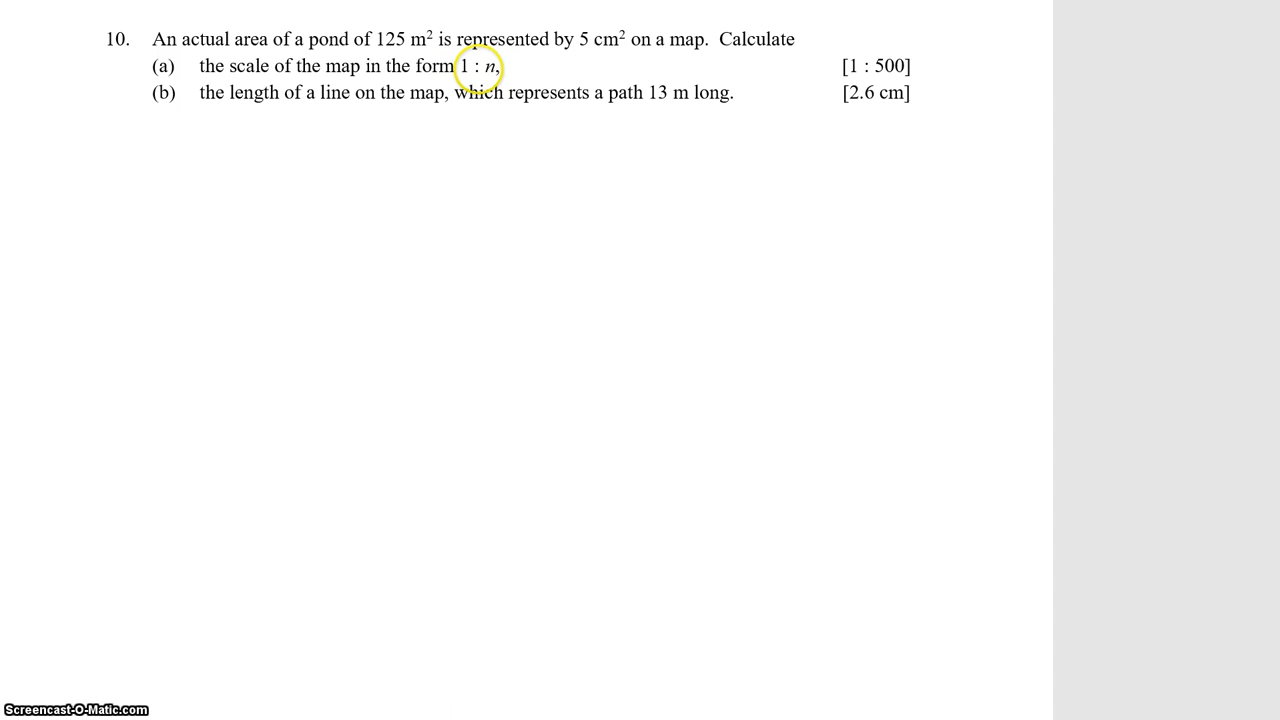 10. An actual area of a pond of 125 m² is represented by 5 cm² on a map. Calculate
(a) the scale of the map in the form 1 : n, [1 : 500]
(b) the length of a line on the map, which represents a path 13 m long. [2.6 cm]
Screencast-O-Matic.com